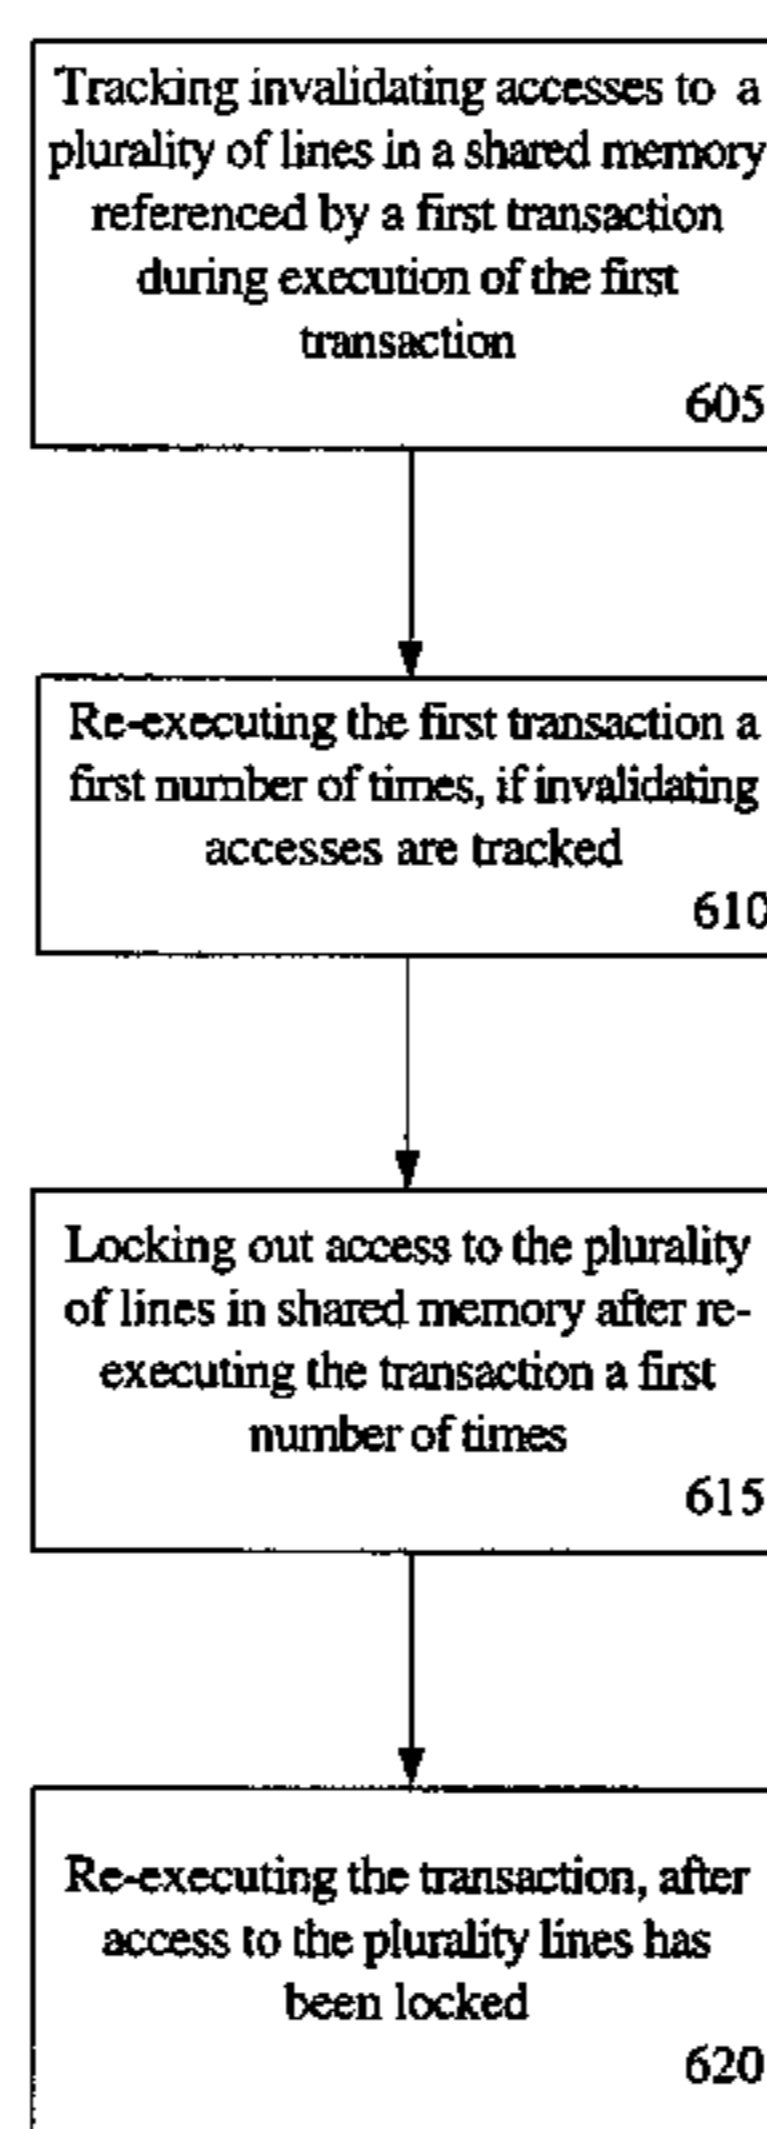 Tracking invalidating accesses to a
plurality of lines in a shared memory
referenced by a first transaction
during execution of the first
transaction
605
Re-executing the first transaction a
first number of times, if invalidating
accesses are tracked
610
Locking out access to the plurality
of lines in shared memory after re-
executing the transaction a first
number of times
615
Re-executing the transaction, after
access to the plurality lines has
been locked
620